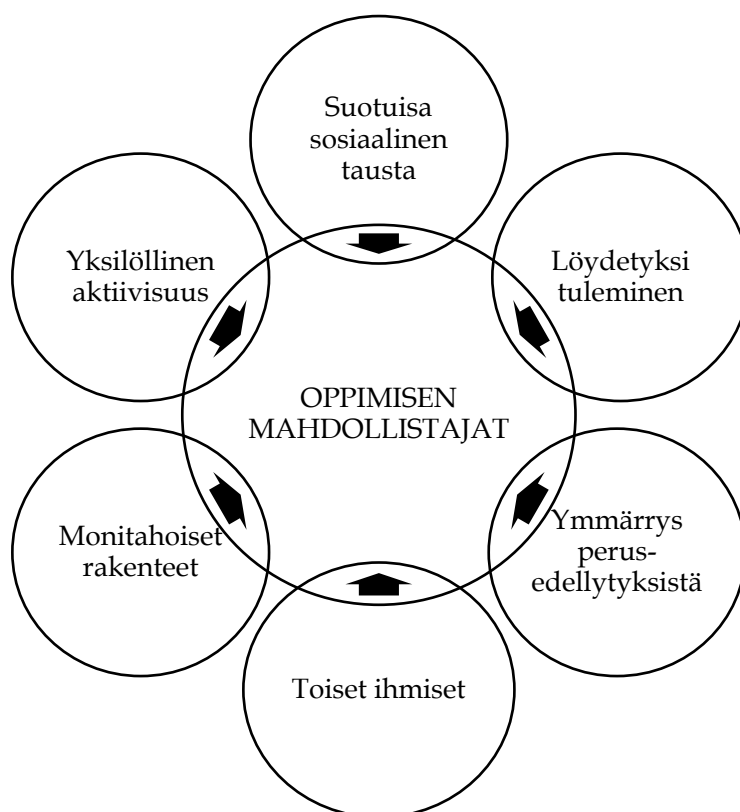 Suotuisa
sosiaalinen
tausta
Yksilöllinen
aktiivisuus
Löydetyksi
tuleminen
OPPIMISEN
MAHDOLLISTAJAT
Monitahoiset
rakenteet
Ymmärrys
perus-
edellytyksistä
Toiset ihmiset